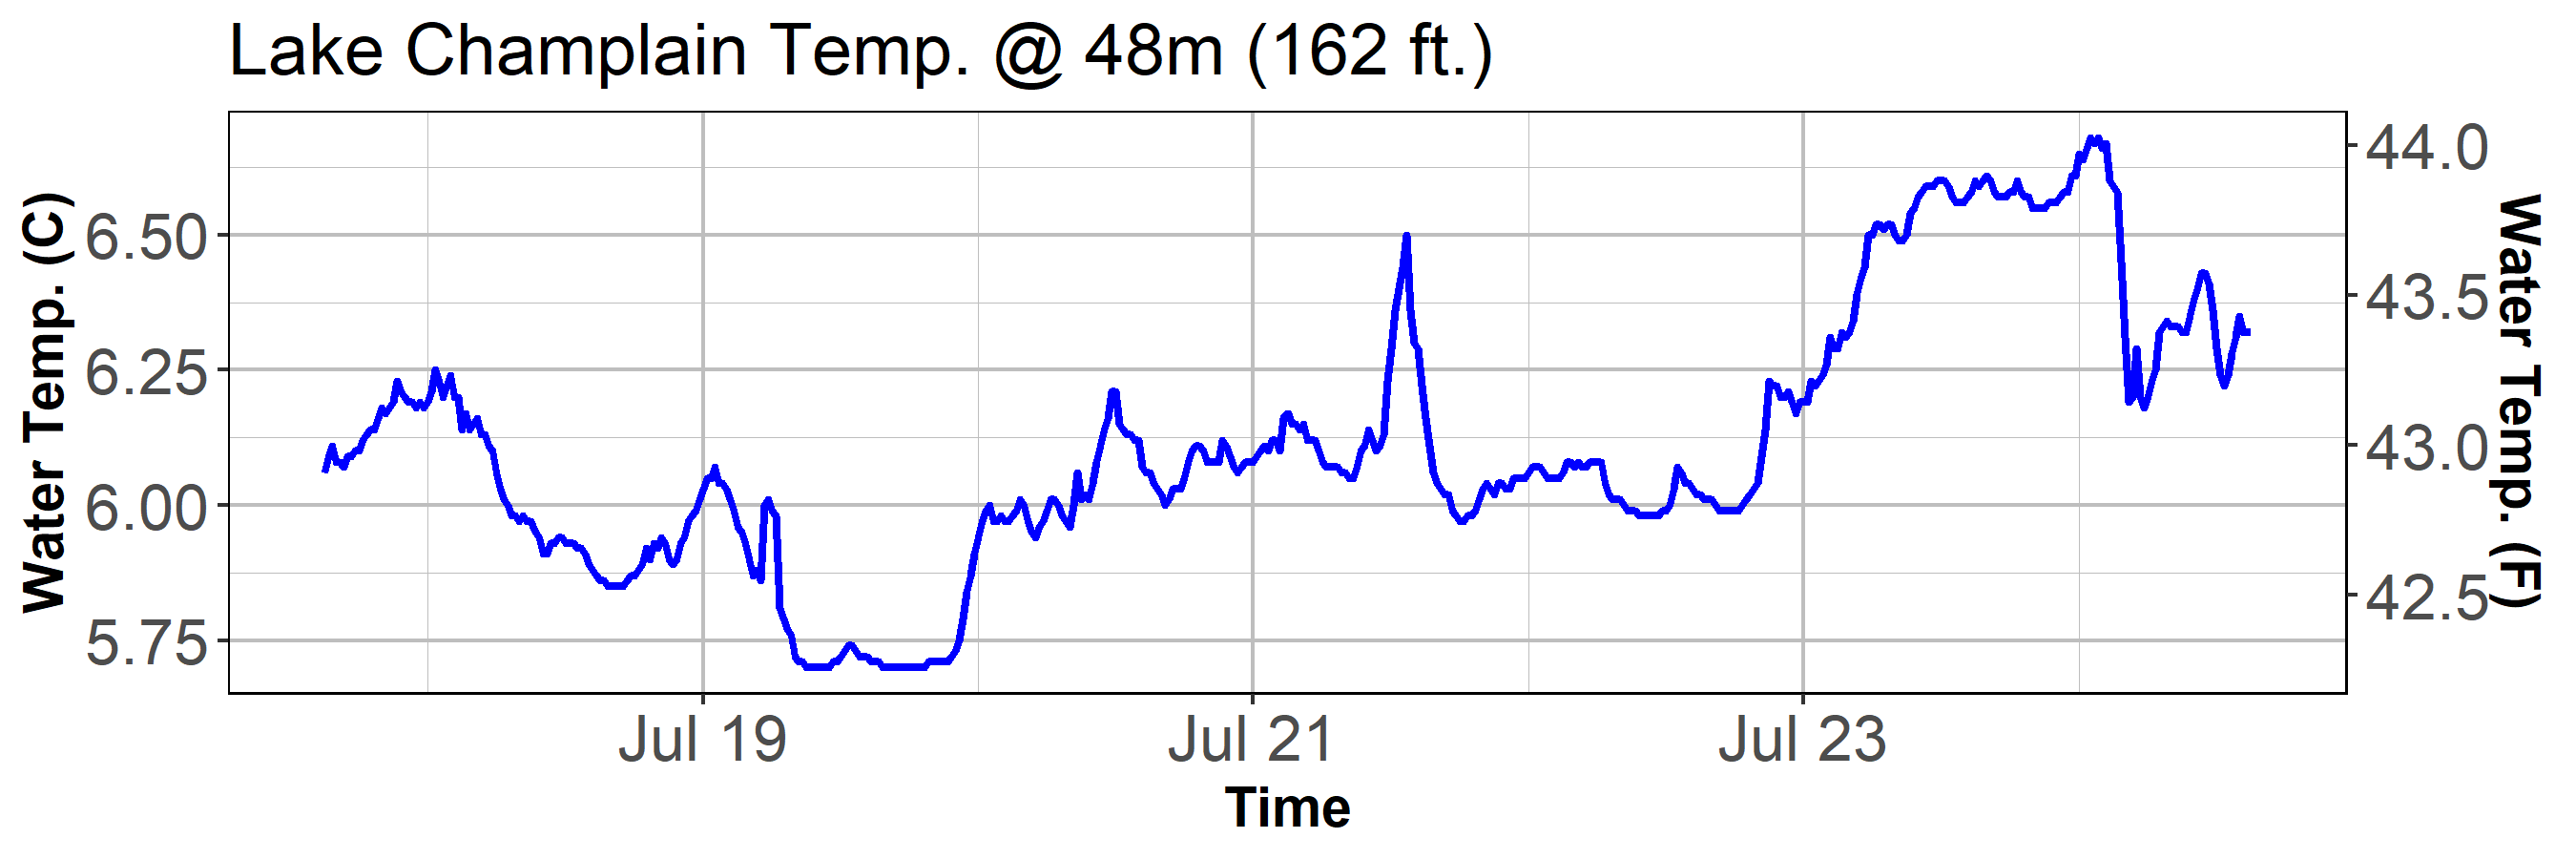 Lake Champlain Temp. @ 48m (162 ft.)
Water Temp. (C)
6.50
6.25
6.00
5.75
44.0
43.5
43.0
42.5
Water Temp. (F)
Jul 19
Jul 21
Jul 23
Time